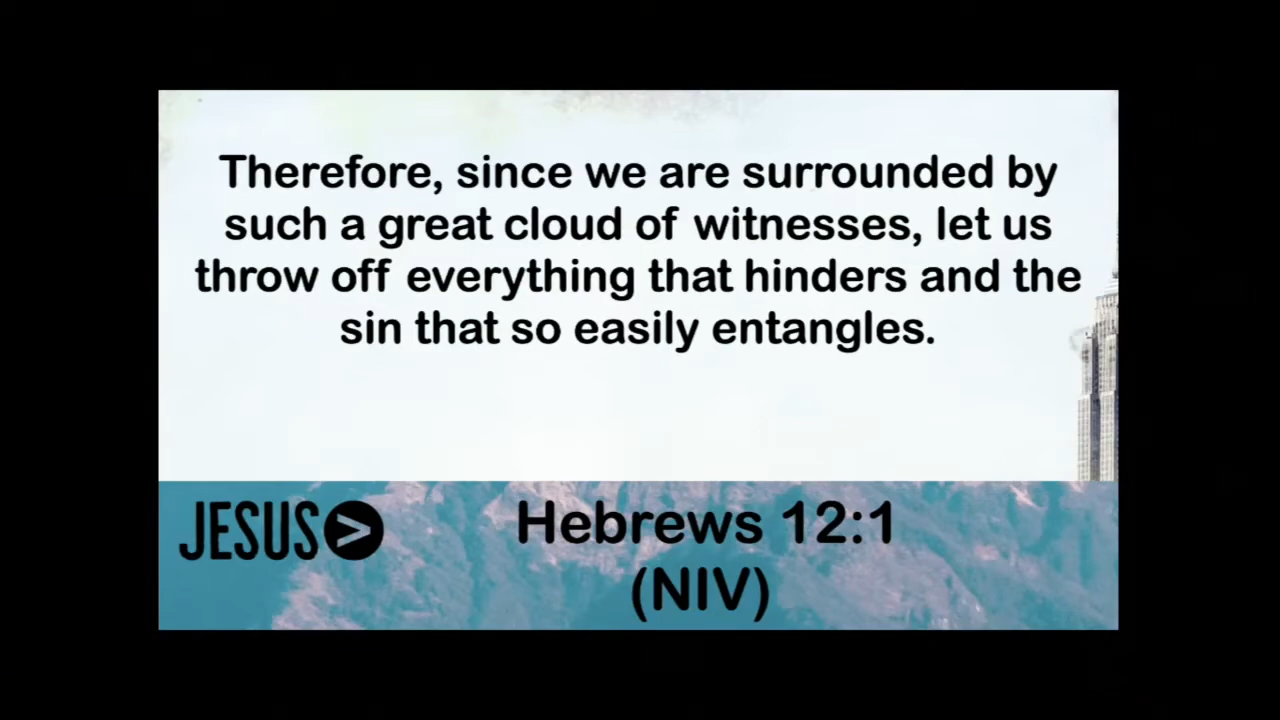 Therefore, since we are surrounded by
such a great cloud of witnesses, let us
throw off everything that hinders and the
sin that so easily entangles.
JESUS>
Hebrews 12:1
(NIV)